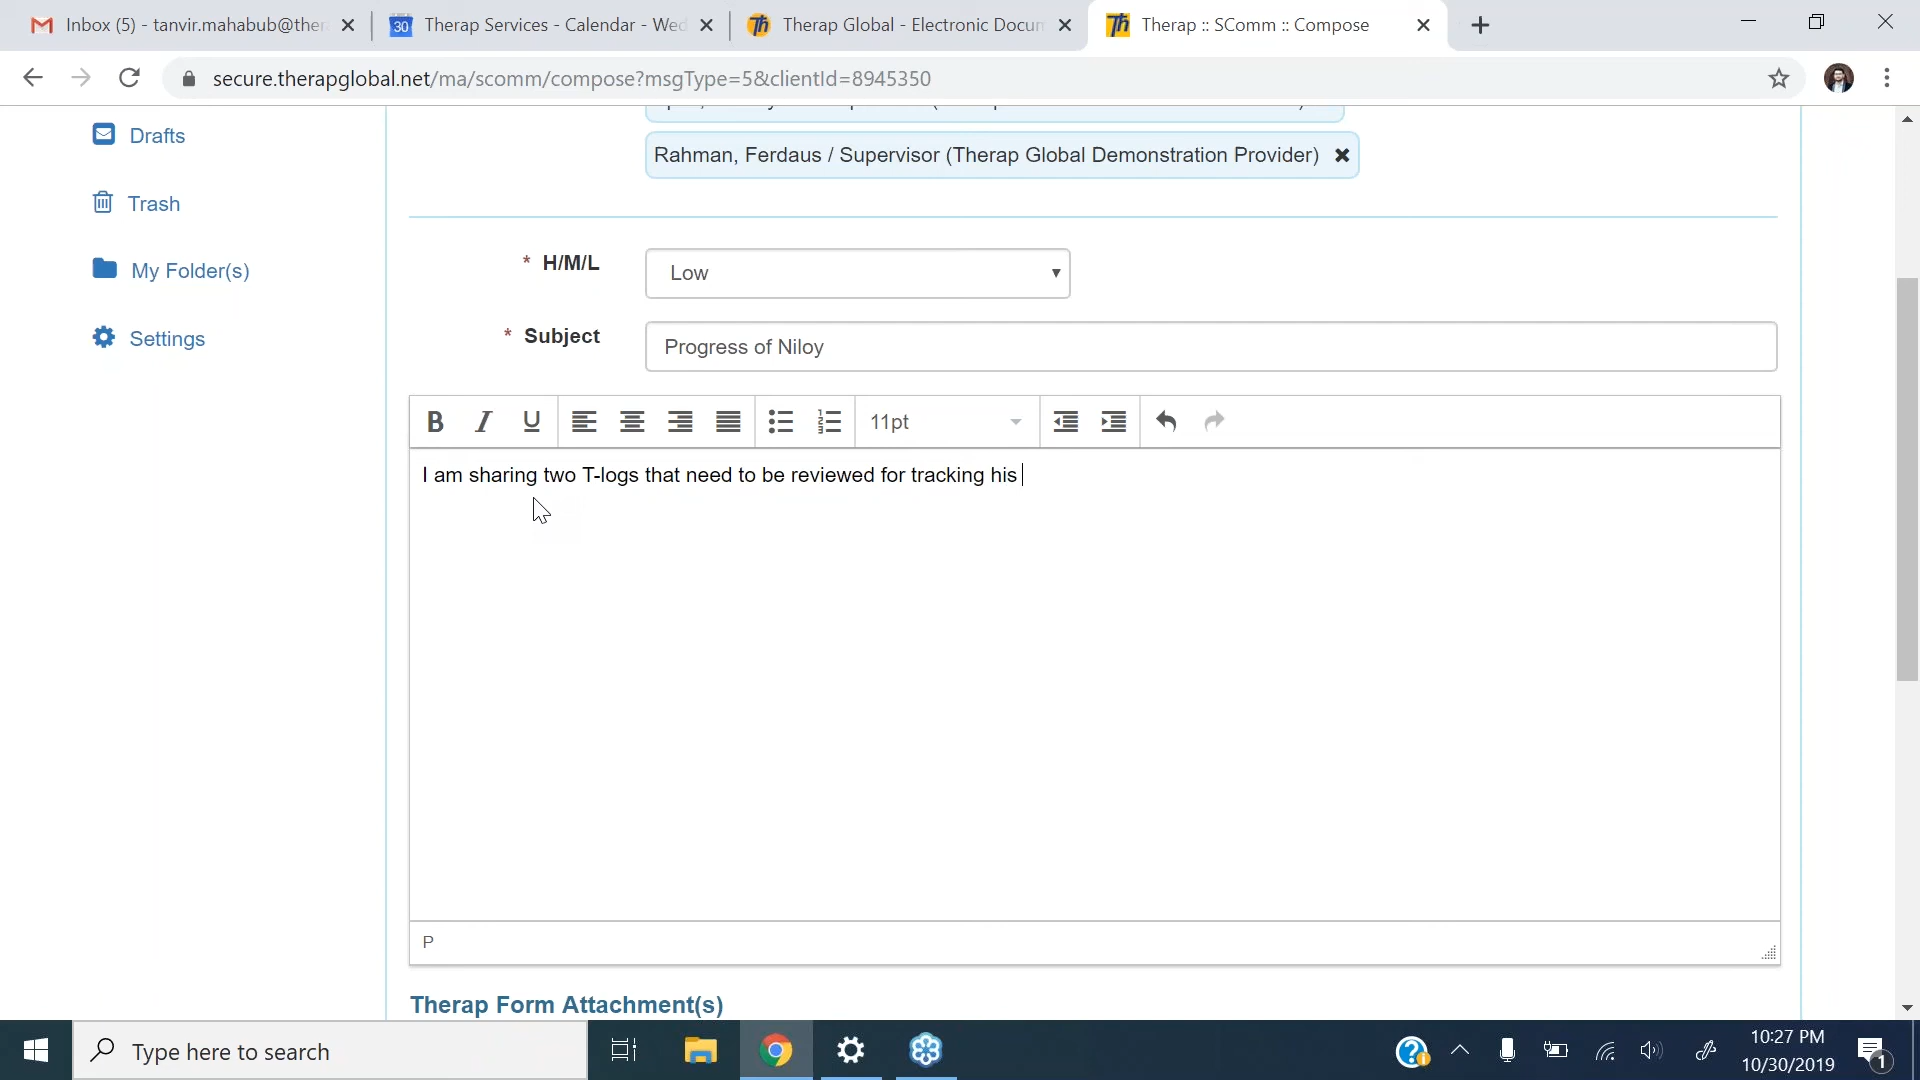 Inbox (5) - tanvir.mahabub@ther
30 Therap Services - Calendar - Wed
Therap Global - Electronic Docum
Therap :: SComm :: Compose
secure.therapglobal.net/ma/scomm/compose?msgType=5&clientId=8945350
Drafts
Rahman, Ferdaus / Supervisor (Therap Global Demonstration Provider)
Trash
* H/M/L Low
My Folder(s)
Settings
* Subject Progress of Niloy
B I U 11pt
I am sharing two T-logs that need to be reviewed for tracking his
P
Therap Form Attachment(s)
Type here to search
10:27 PM
10/30/2019
1